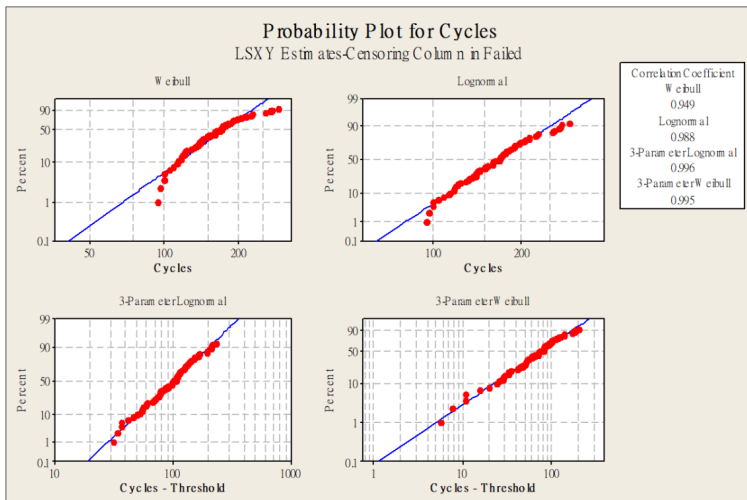 Probability Plot for Cycles
LSXY Estimates-Censoring Column in Failed
Weibull
Lognormal
Correlation Coefficient
Weibull
0.949
Lognormal
0.988
3-Parameter Lognormal
0.996
3-Parameter Weibull
0.995
Percent
90
50
10
1
0.1
50
100
200
Cycles
Percent
99
90
50
10
1
0.1
100
200
Cycles
3-Parameter Lognormal
3-Parameter Weibull
Percent
99
90
50
10
1
0.1
10
100
1000
Cycles - Threshold
Percent
90
50
10
1
0.1
1
10
100
Cycles - Threshold